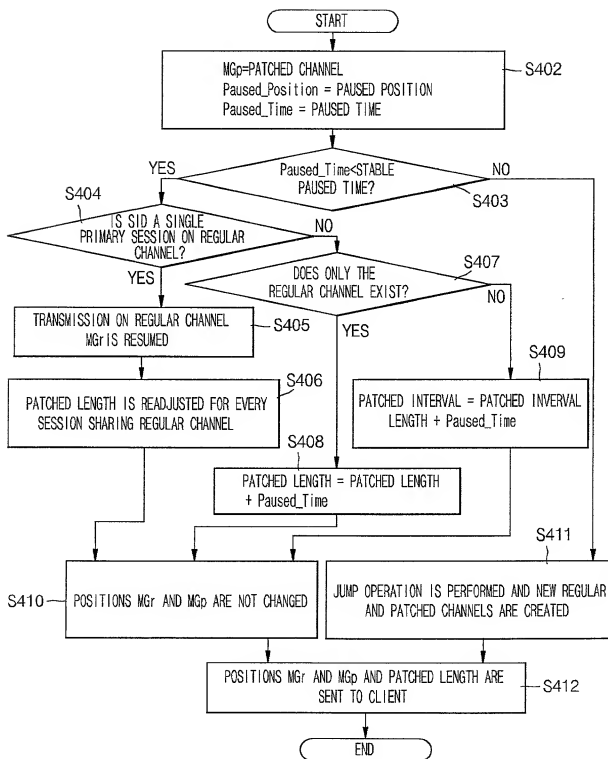 START
MGp=PATCHED CHANNEL
Paused_Position = PAUSED POSITION
Paused_Time = PAUSED TIME
S402
YES
Paused_Time<STABLE
PAUSED TIME?
NO
S403
S404
IS SID A SINGLE
PRIMARY SESSION ON REGULAR
CHANNEL?
NO
YES
DOES ONLY THE
REGULAR CHANNEL EXIST?
S407
NO
YES
TRANSMISSION ON REGULAR CHANNEL
MGr IS RESUMED
S405
S406
PATCHED LENGTH IS READJUSTED FOR EVERY
SESSION SHARING REGULAR CHANNEL
S409
PATCHED INTERVAL = PATCHED INVERVAL
LENGTH + Paused_Time
S408
PATCHED LENGTH = PATCHED LENGTH
+ Paused_Time
S410
POSITIONS MGr AND MGp ARE NOT CHANGED
S411
JUMP OPERATION IS PERFORMED AND NEW REGULAR
AND PATCHED CHANNELS ARE CREATED
POSITIONS MGr AND MGp AND PATCHED LENGTH ARE
SENT TO CLIENT
S412
END